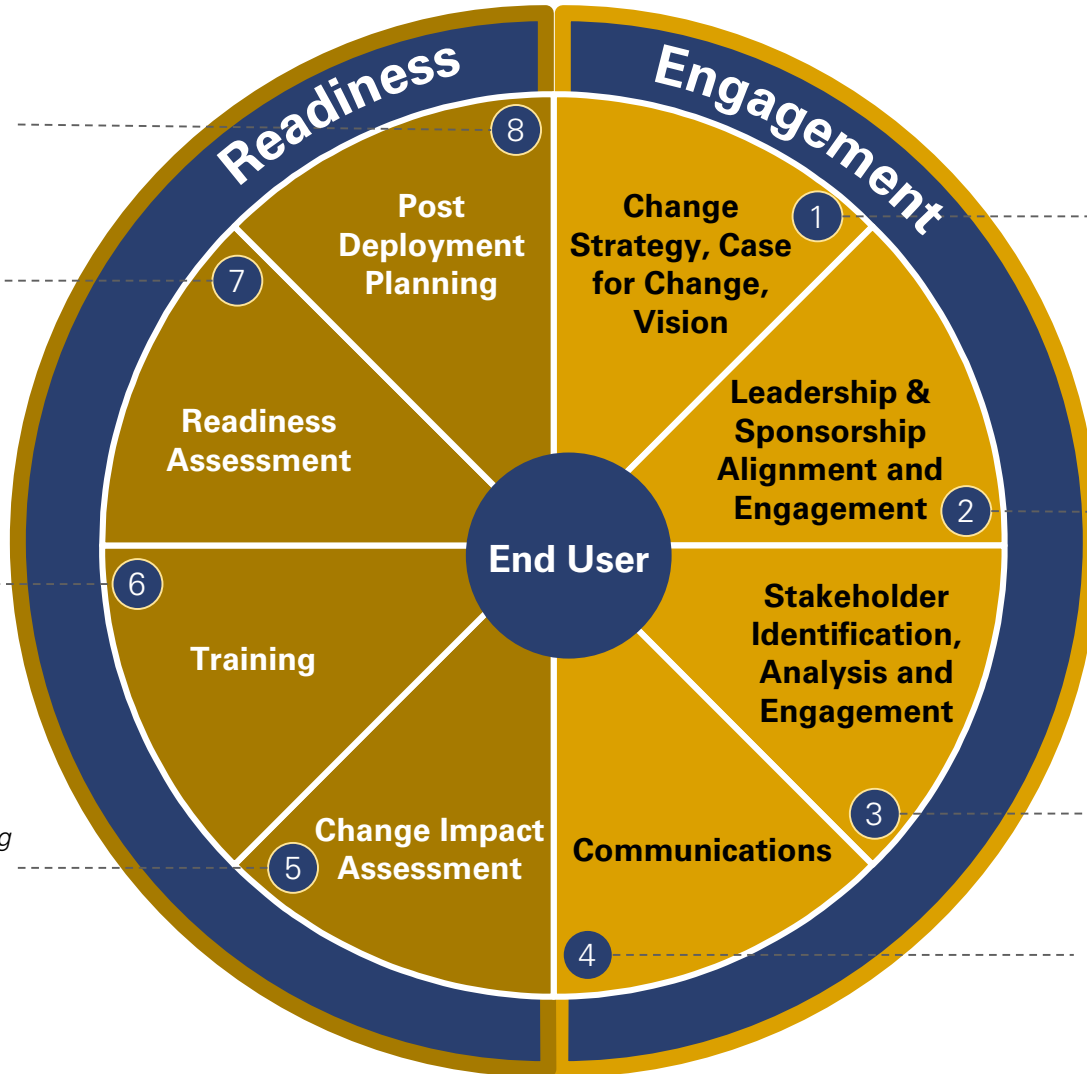 Readiness
Engagement
8
Post
Deployment
Planning
1
Change
Strategy, Case
for Change,
Vision
7
Readiness
Assessment
Leadership &
Sponsorship
Alignment and
Engagement
2
End User
6
Training
Stakeholder
Identification,
Analysis and
Engagement
3
5
Change Impact
Assessment
Communications
4